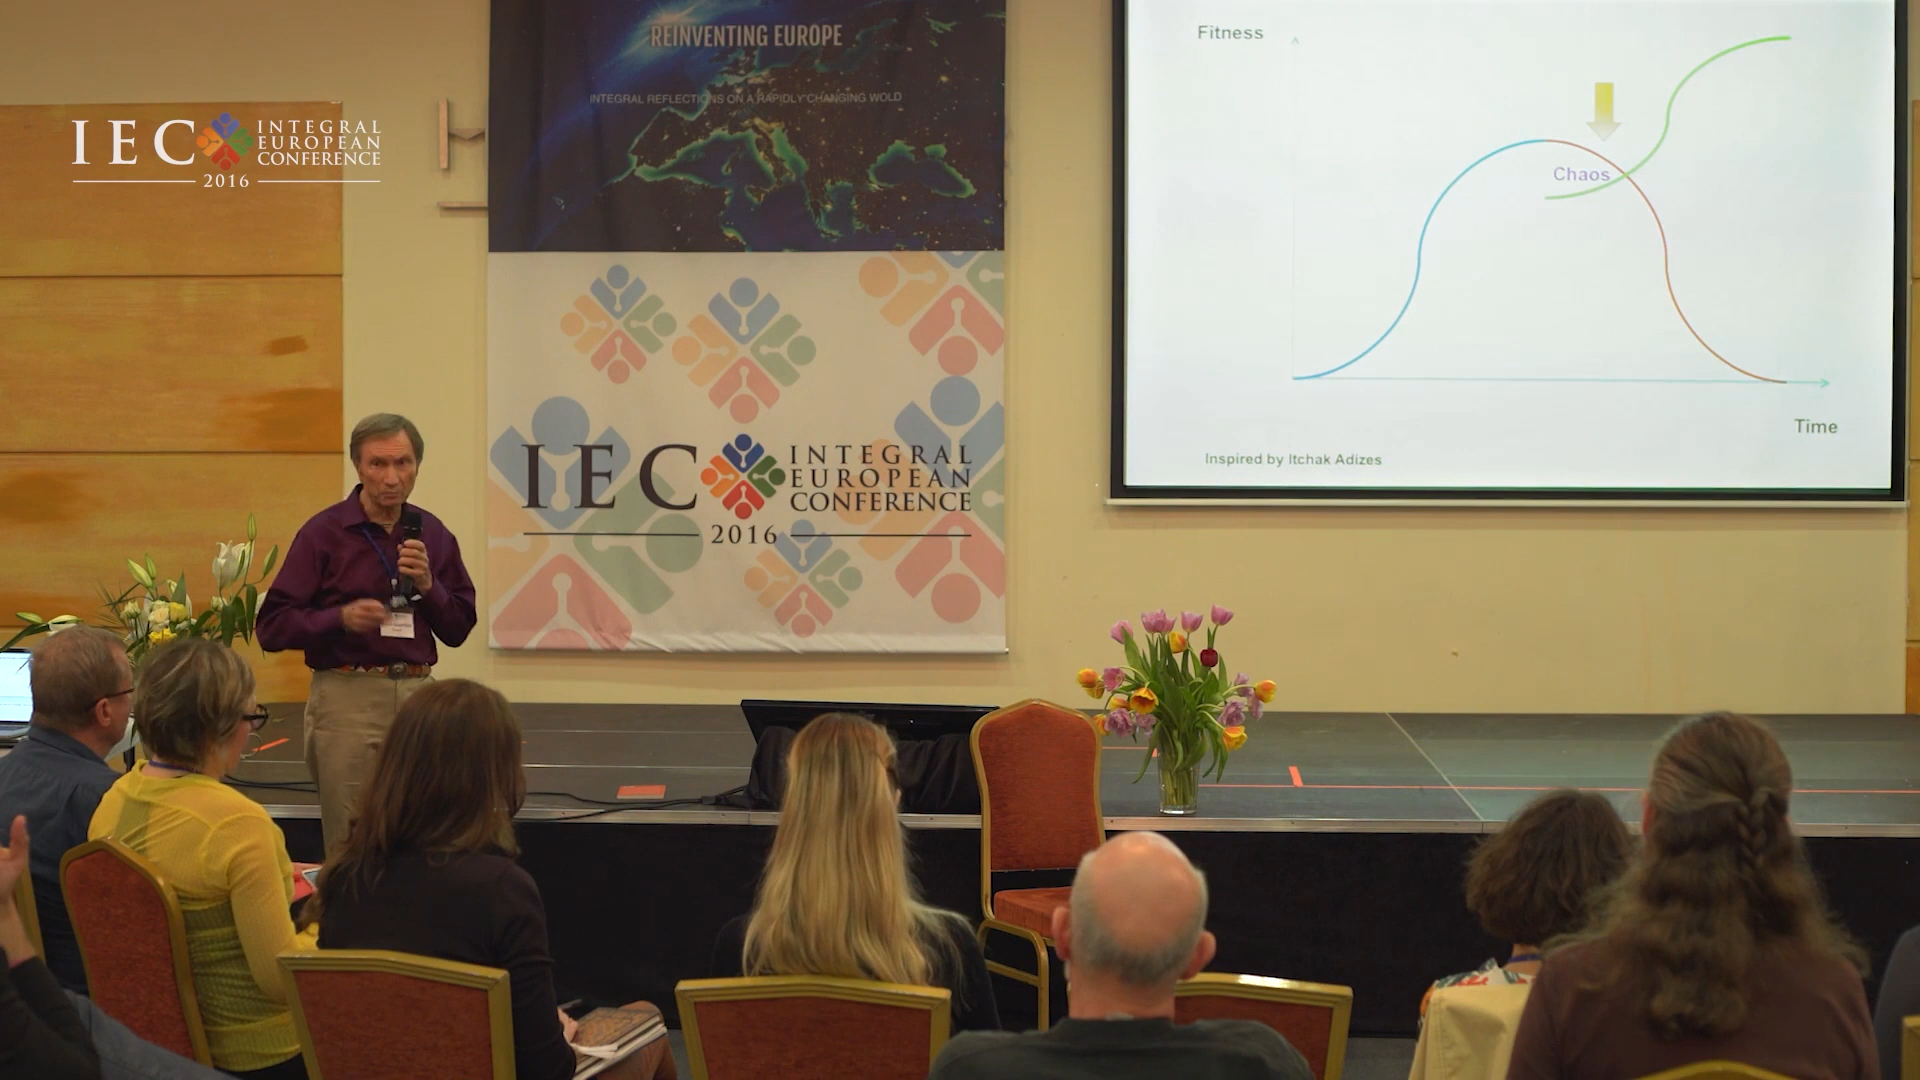 IEC INTEGRAL
EUROPEAN
CONFERENCE
2016
REINVENTING EUROPE
INTEGRAL REFLECTIONS ON A RAPIDLY CHANGING WOLD
IEC INTEGRAL
EUROPEAN
CONFERENCE
2016
Fitness
Chaos
Time
Inspired by Itchak Adizes